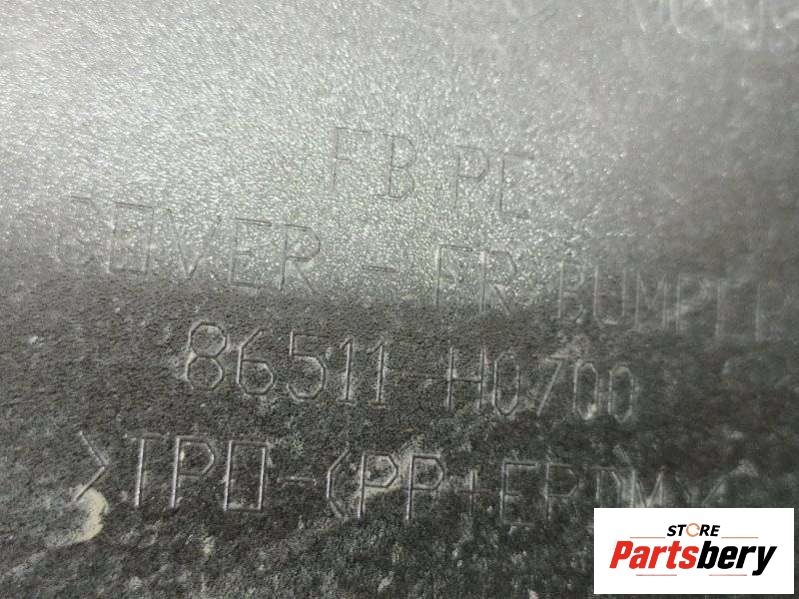 FB PE
COVER - FR BUMPER
86511-H0700
>TPO-(PP+EPDM)<
STORE
Partsbery